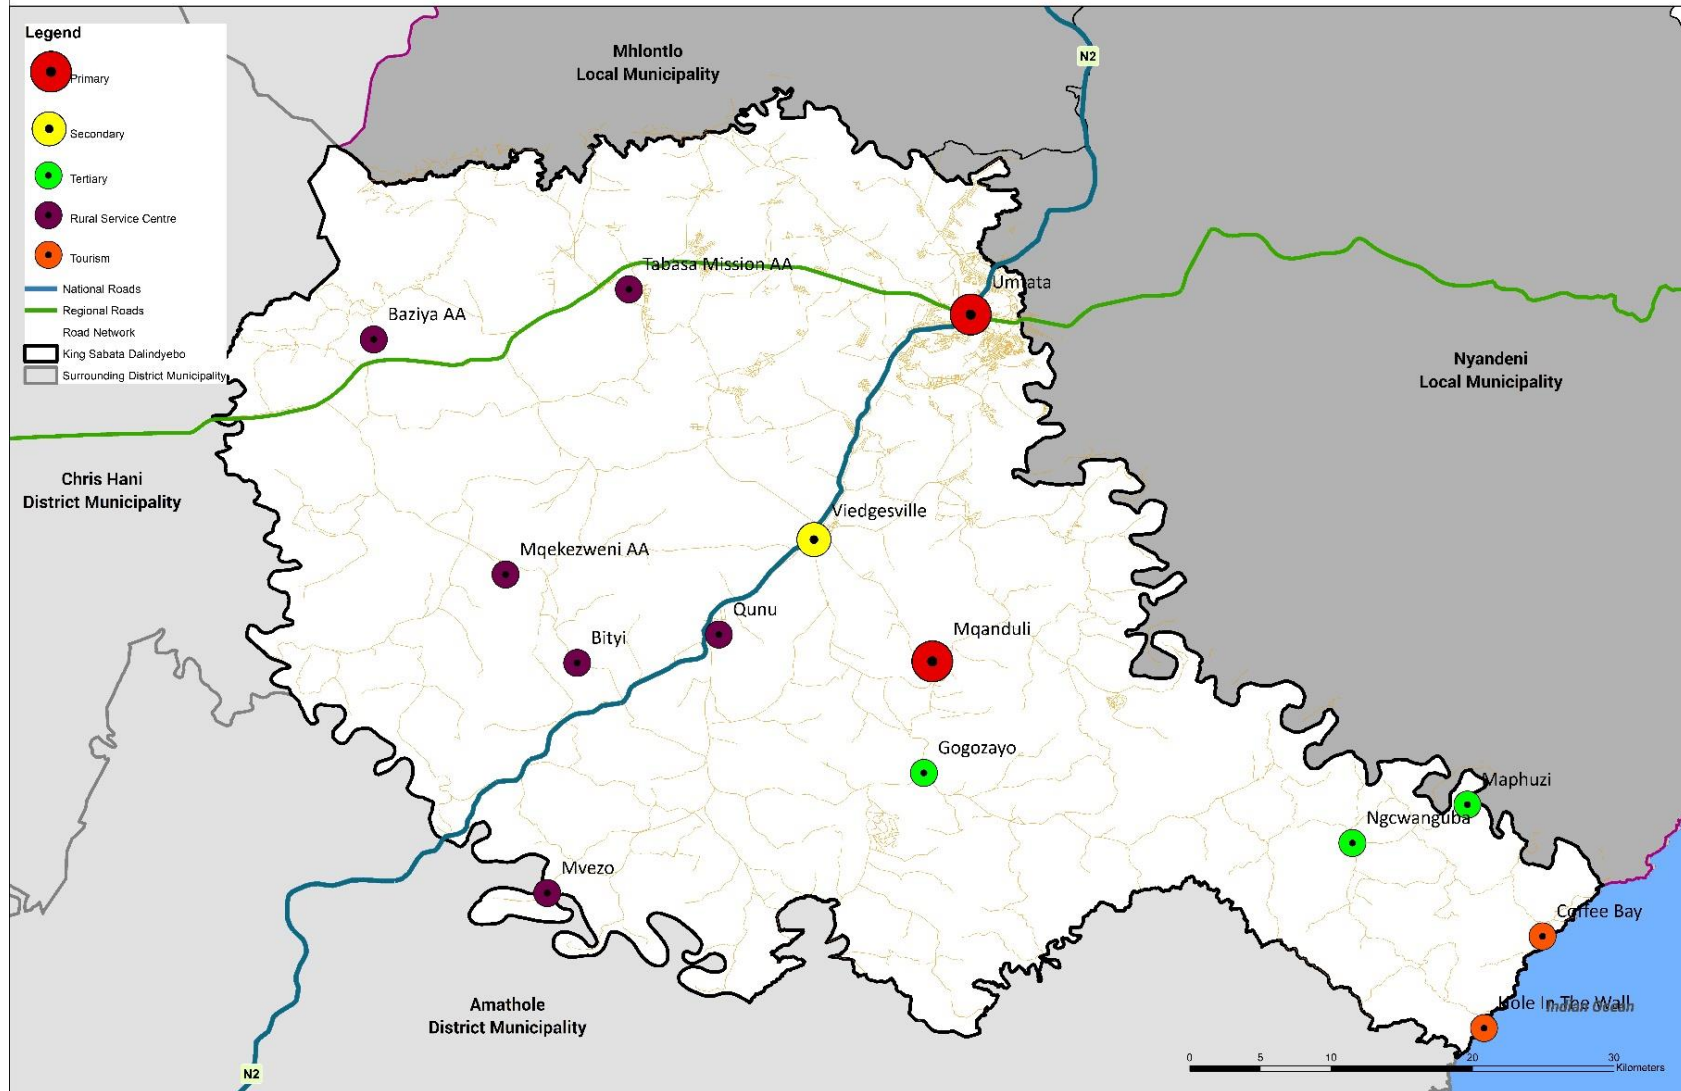 Legend
Primary
Secondary
Tertiary
Rural Service Centre
Tourism
National Roads
Regional Roads
Road Network
King Sabata Dalindyebo
Surrounding District Municipality
Mhlontlo
Local Municipality
N2
Tabasa Mission AA
Umtata
Baziya AA
Nyandeni
Local Municipality
Chris Hani
District Municipality
Viedgesville
Mqekezweni AA
Qunu
Bityi
Mqanduli
Gogozayo
Maphuzi
Ngcwanguba
Mvezo
Coffee Bay
Hole In The Wall
Indian Ocean
Amathole
District Municipality
N2
0 5 10 20 30
Kilometers